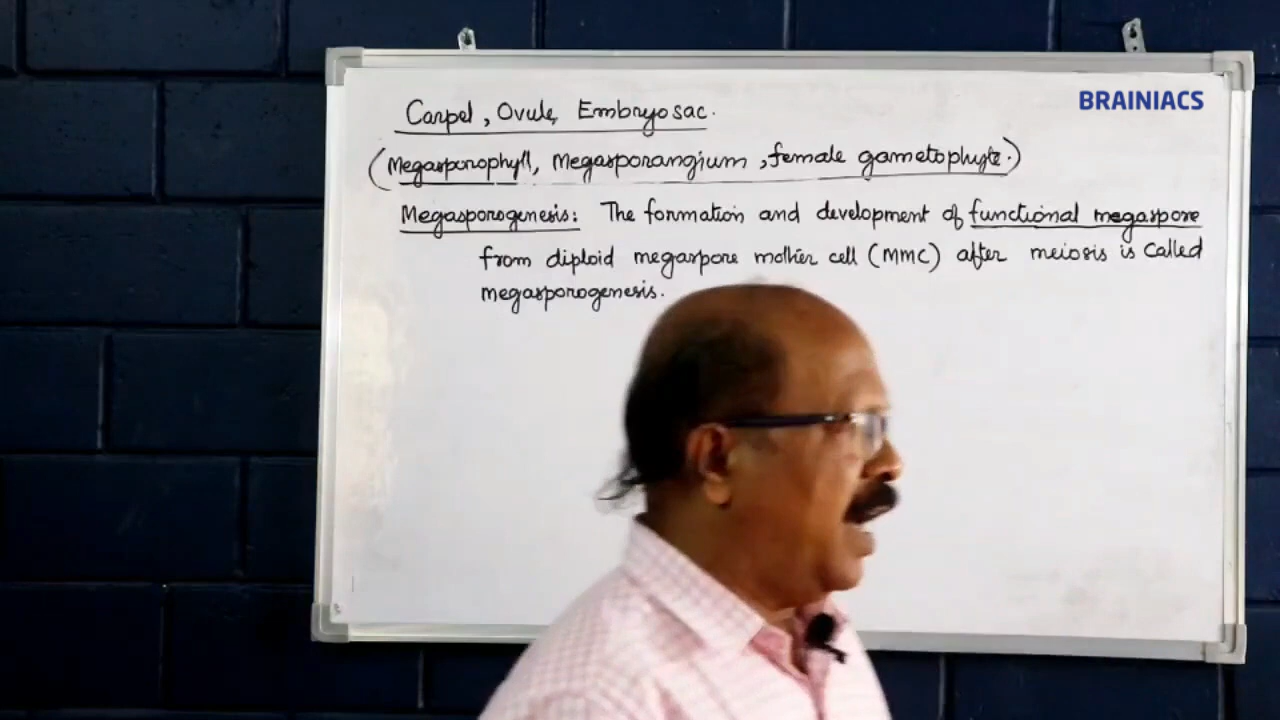 BRAINIACS
Carpel, Ovule, Embryosac.
(Megasporophyll, Megasporangium, female gametophyte.)
Megasporogenesis: The formation and development of functional megaspore
from diploid megaspore mother cell (MMC) after meiosis is called
megasporogenesis.